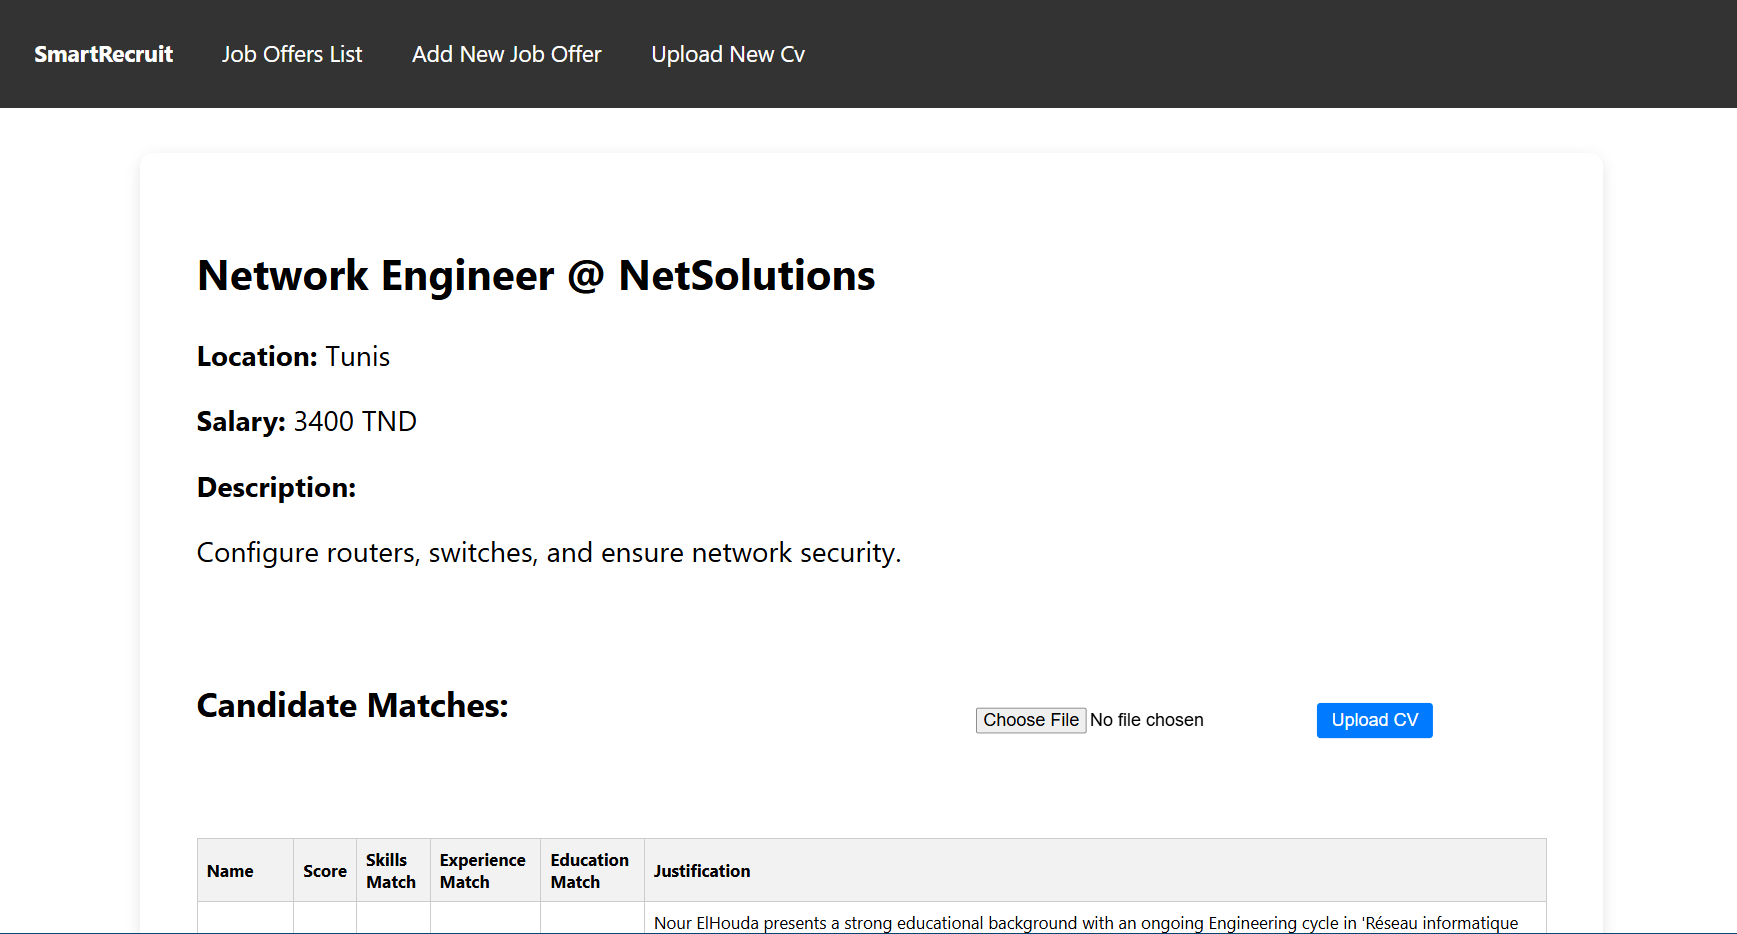 SmartRecruit Job Offers List Add New Job Offer Upload New Cv
Network Engineer @ NetSolutions
Location: Tunis
Salary: 3400 TND
Description:
Configure routers, switches, and ensure network security.
Candidate Matches:
Choose File No file chosen Upload CV
Name Score Skills Match Experience Match Education Match Justification
Nour ElHouda presents a strong educational background with an ongoing Engineering cycle in 'Réseau informatique